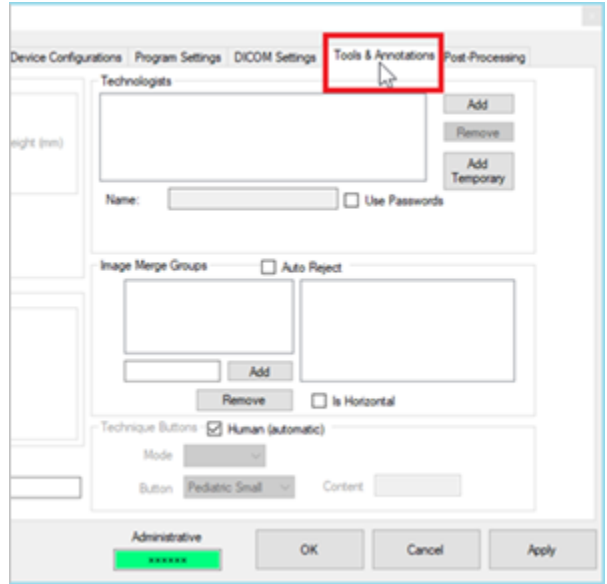 Device Configurations Program Settings DICOM Settings Tools & Annotations Post-Processing
Technologists
Add
eight (mm)
Remove
Add
Temporary
Name: Use Passwords
Image Merge Groups Auto Reject
Add
Remove Is Horizontal
Technique Buttons Human (automatic)
Mode
Button Pediatric Small Content
Administrative
****** OK Cancel Apply